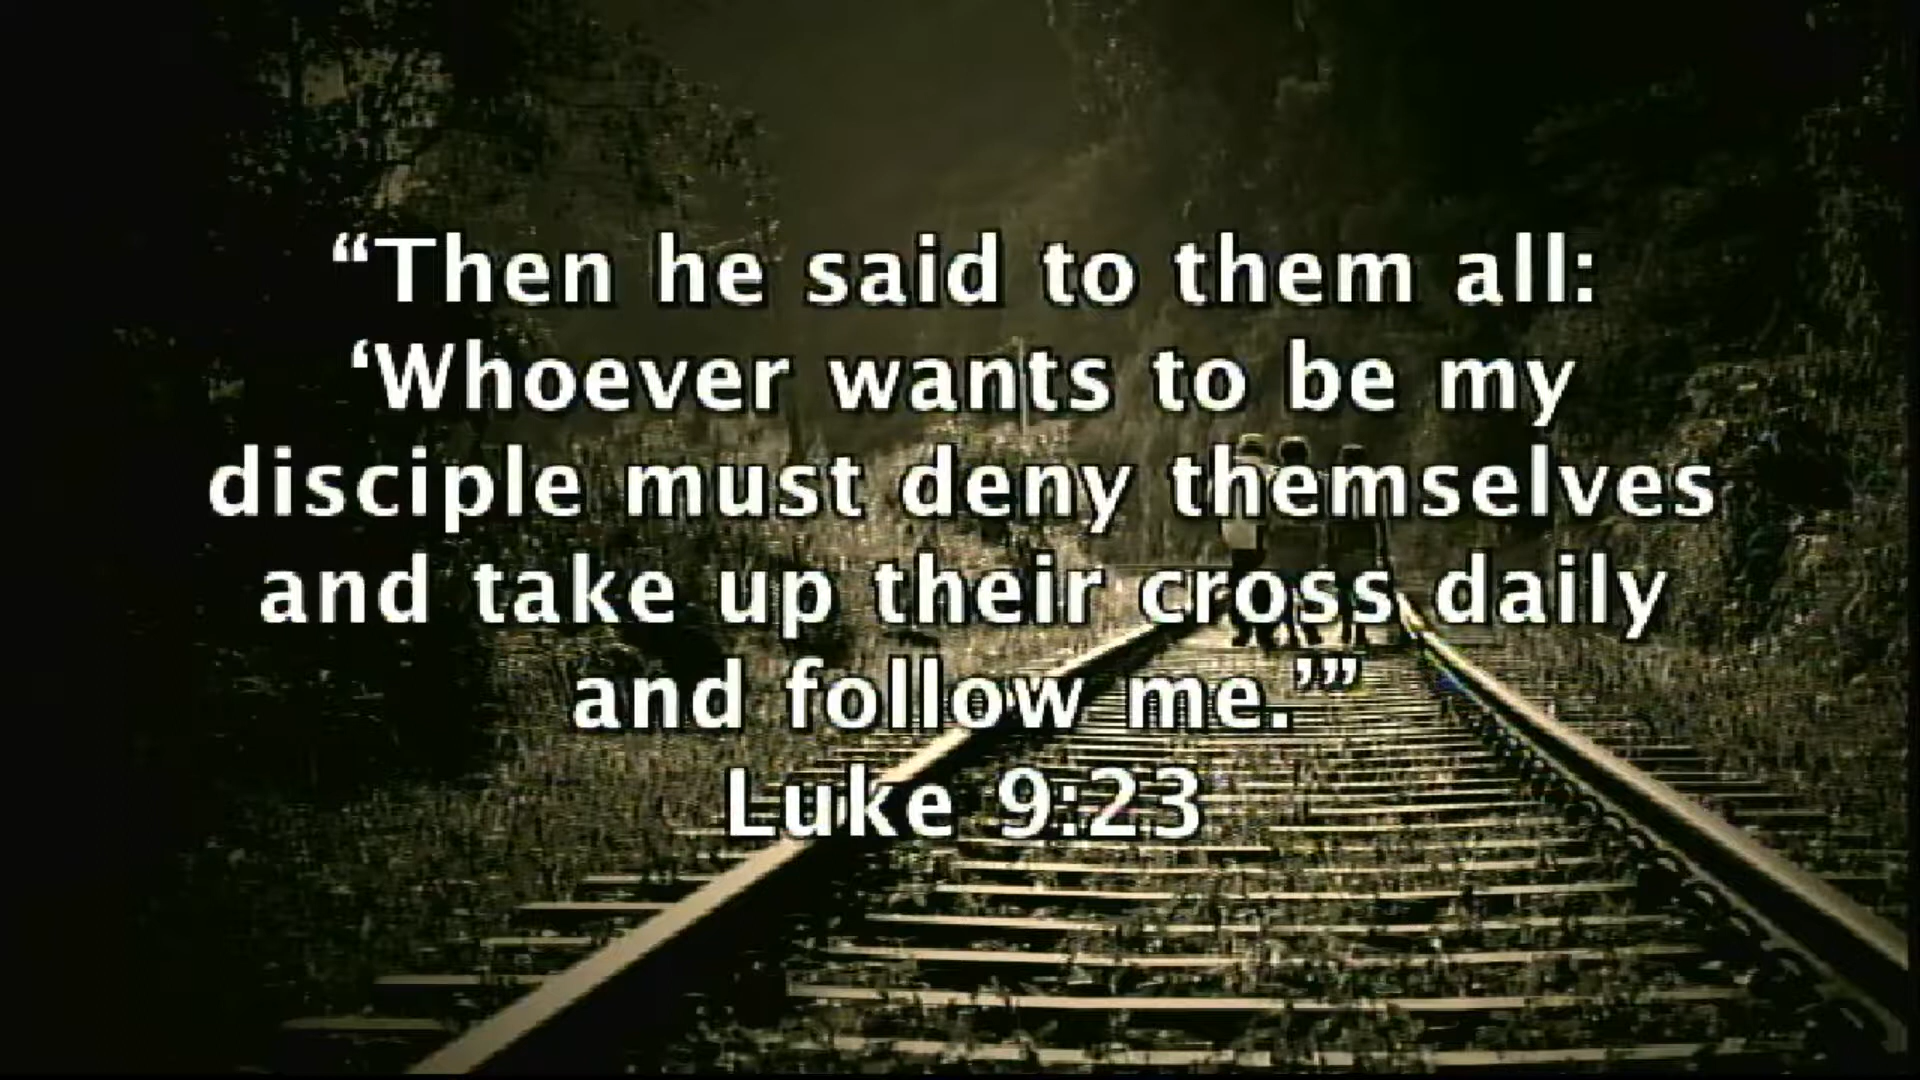 “Then he said to them all:
‘Whoever wants to be my
disciple must deny themselves
and take up their cross daily
and follow me.’”
Luke 9:23